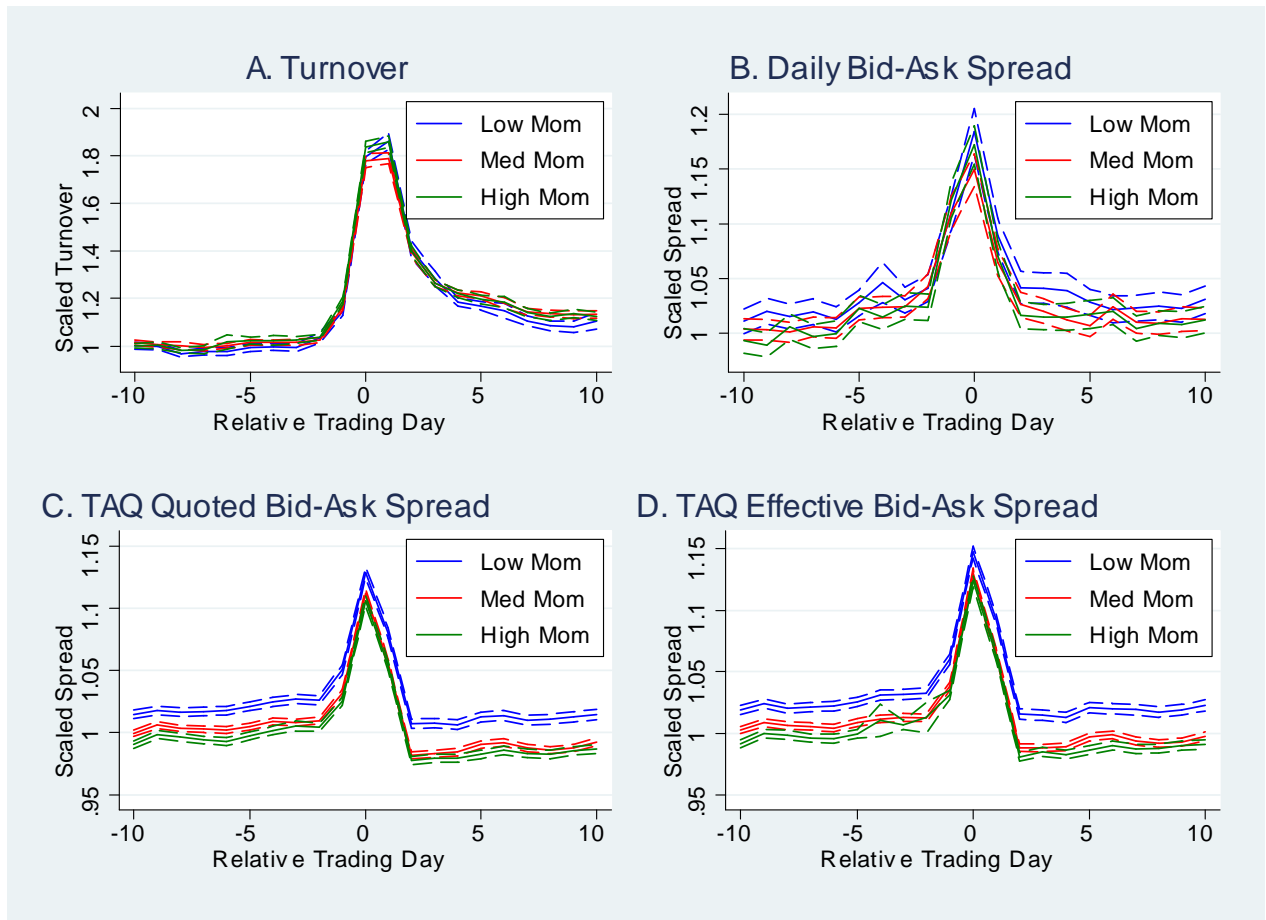 A. Turnover
Scaled Turnover
2
1.8
1.6
1.4
1.2
1
Low Mom
Med Mom
High Mom
-10 -5 0 5 10
Relative Trading Day
B. Daily Bid-Ask Spread
Scaled Spread
1.2
1.15
1.1
1.05
1
Low Mom
Med Mom
High Mom
-10 -5 0 5 10
Relative Trading Day
C. TAQ Quoted Bid-Ask Spread
Scaled Spread
1.15
1.1
1.05
1
.95
Low Mom
Med Mom
High Mom
-10 -5 0 5 10
Relative Trading Day
D. TAQ Effective Bid-Ask Spread
Scaled Spread
1.15
1.1
1.05
1
.95
Low Mom
Med Mom
High Mom
-10 -5 0 5 10
Relative Trading Day